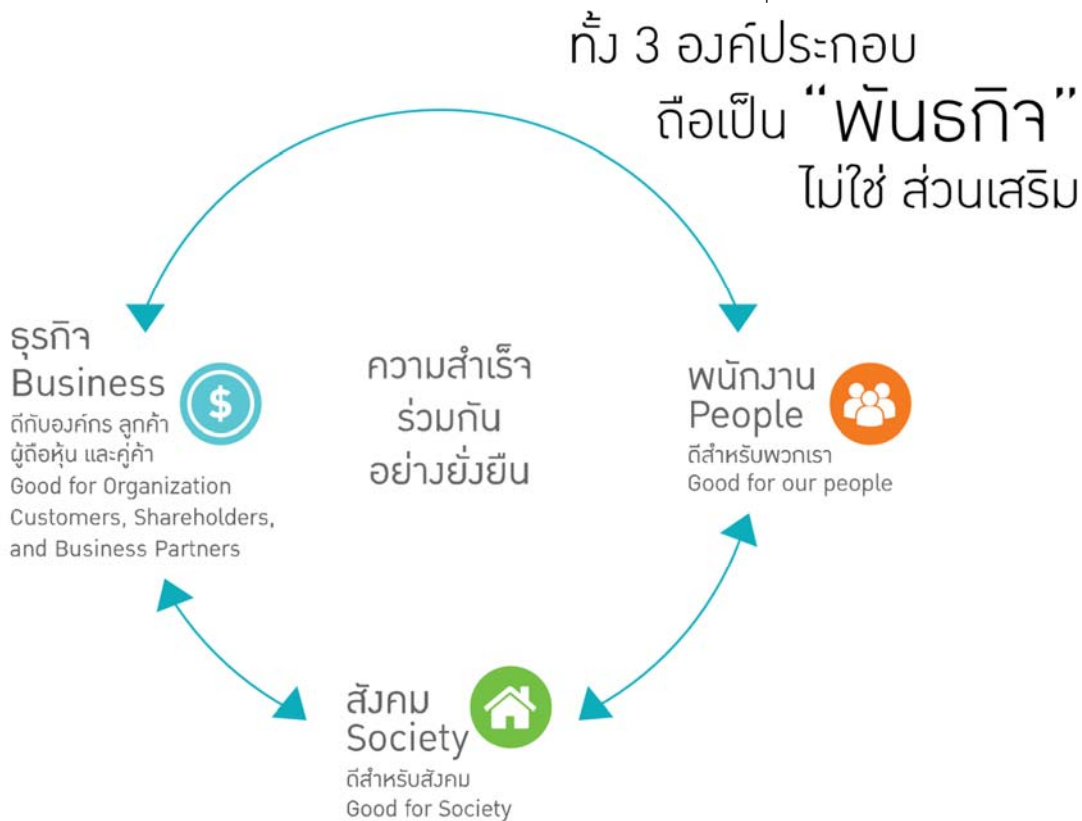 ทั้ง 3 องค์ประกอบ
ถือเป็น “พันธกิจ”
ไม่ใช่ ส่วนเสริม
ธุรกิจ
Business
ดีกับองค์กร ลูกค้า
ผู้ถือหุ้น และคู่ค้า
Good for Organization
Customers, Shareholders,
and Business Partners
$
ความสำเร็จ
ร่วมกัน
อย่างยั่งยืน
พนักงาน
People
ดีสำหรับพวกเรา
Good for our people
สังคม
Society
ดีสำหรับสังคม
Good for Society